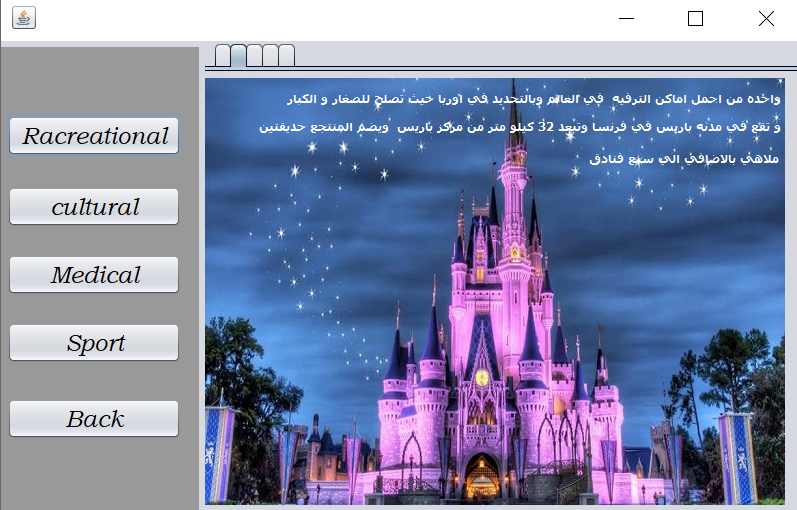 Racreational
cultural
Medical
Sport
Back
واحده من اجمل اماكن الترفيه في العالم وبالتحديد في اوربا حيث تصلح للصغار و الكبار
و تقع في مدنه باريس في فرنسا وتبعد 32 كيلو متر من مركز باريس ويضم المنتجع حديقتين
ملاهي بالاضافي الي سبع فنادق